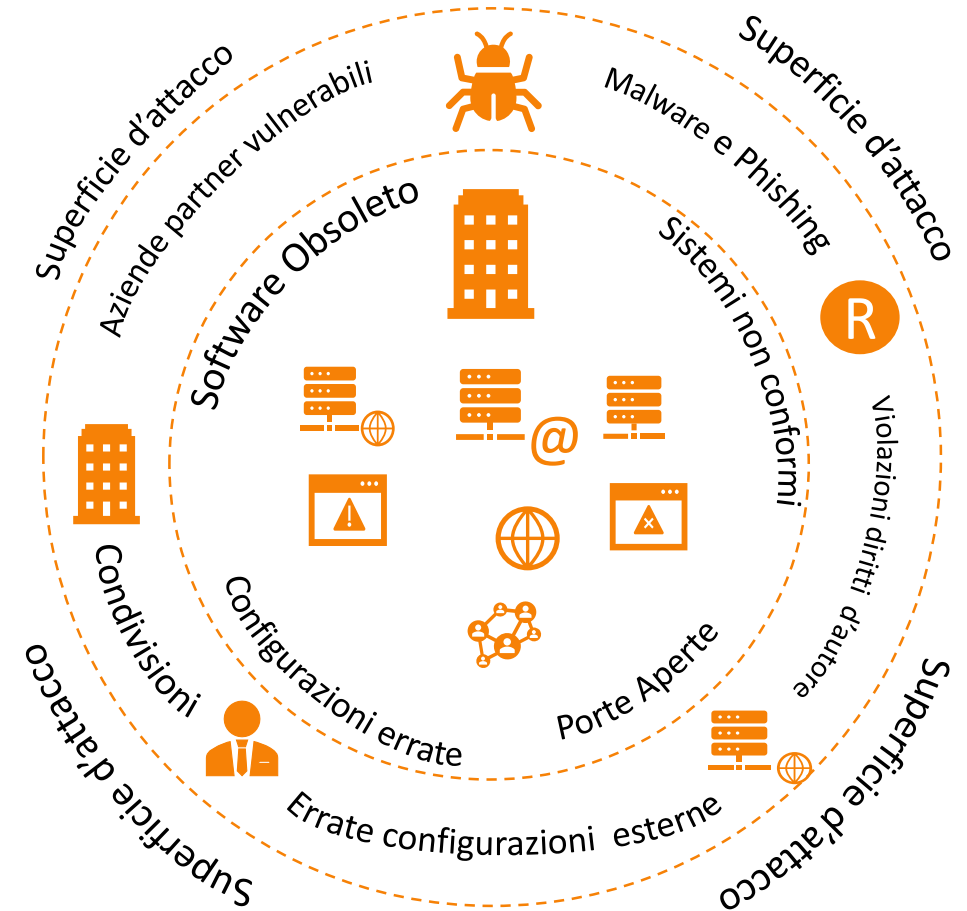 Superficie d'attacco
Superficie d'attacco
Aziende partner vulnerabili
Malware e Phishing
Software Obsoleto
Sistemi non conformi
R
@
Violazioni diritti d'autore
Condivisioni
Configurazioni errate
Porte Aperte
Errate configurazioni esterne
Superficie d'attacco
Superficie d'attacco